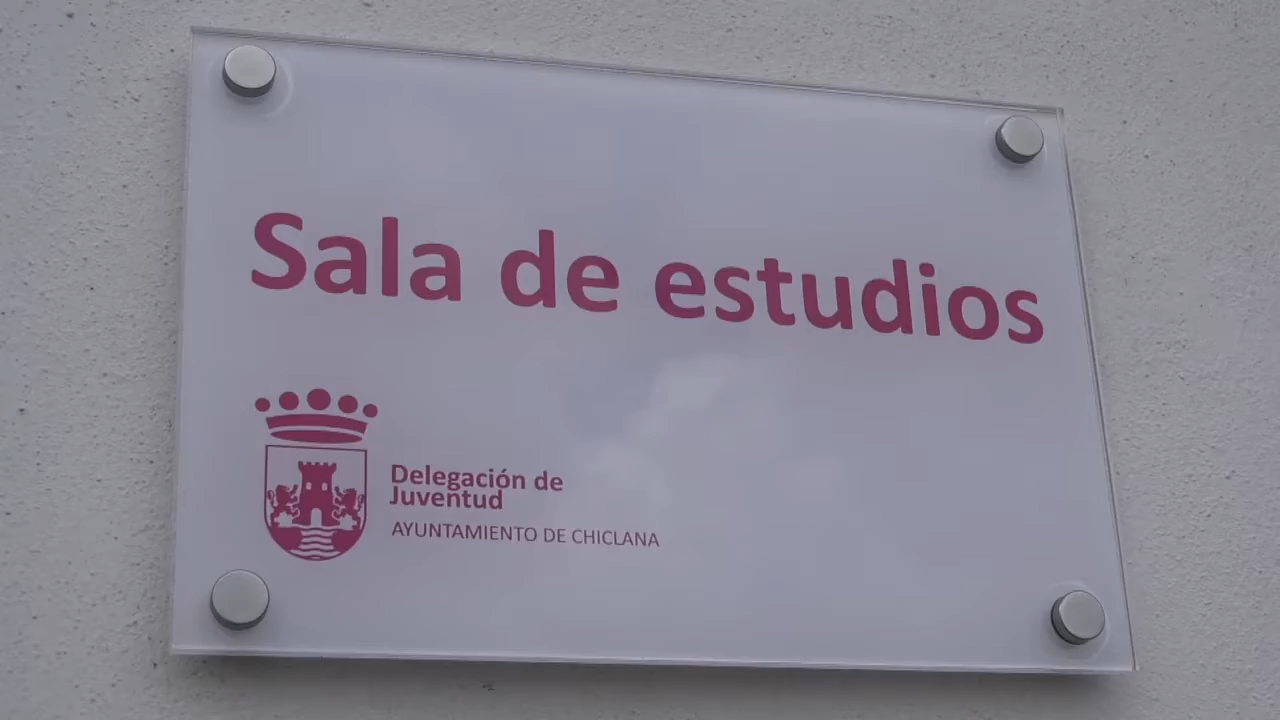 Sala de estudios
Delegación de
Juventud
AYUNTAMIENTO DE CHICLANA